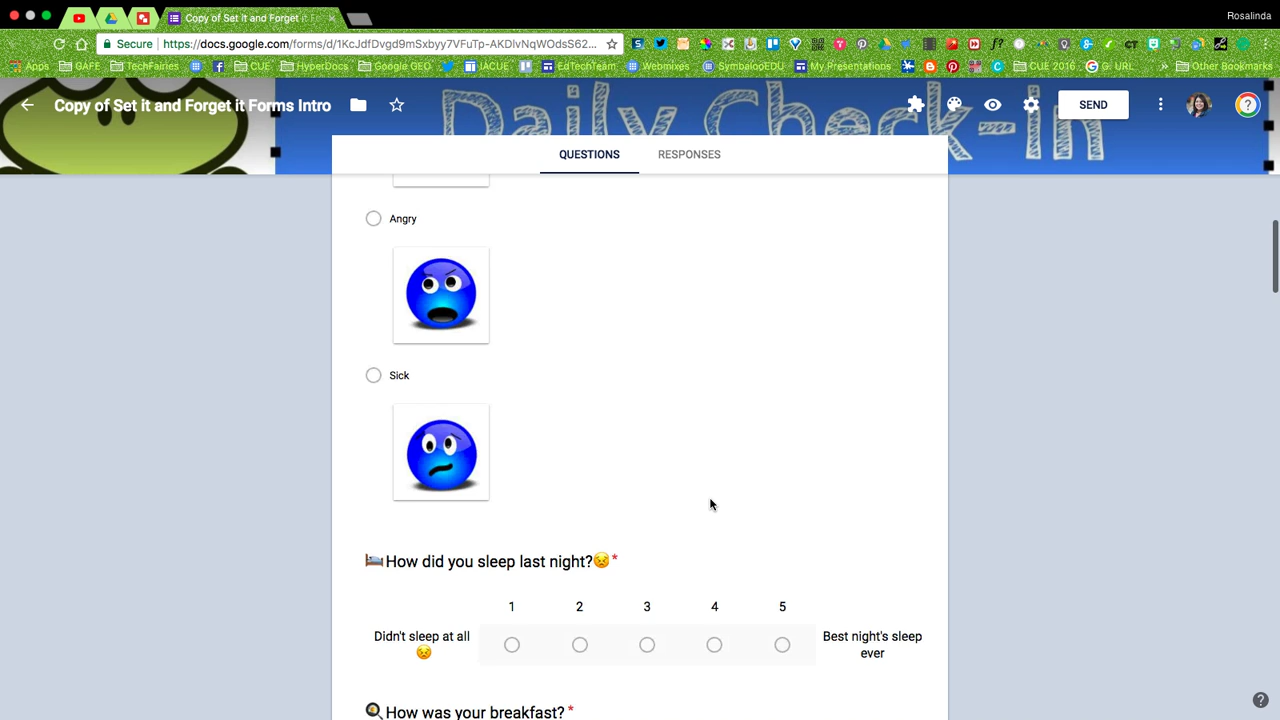 Rosalinda
Copy of Set it and Forget it Fo
Secure https://docs.google.com/forms/d/1KcJdfDvgd9mSxbyy7VFuTp-AKDlvNqWOdsS62...
Apps GAFE TechFairies CUE HyperDocs Google GEO IACUE EdTechTeam Webmixes SymbalooEDU My Presentations CUE 2016 G: URL » Other Bookmarks
Copy of Set it and Forget it Forms Intro
SEND
Daily Check-in
QUESTIONS RESPONSES
Angry
Sick
How did you sleep last night?😣*
1 2 3 4 5
Didn't sleep at all 😣
Best night's sleep ever
How was your breakfast? *